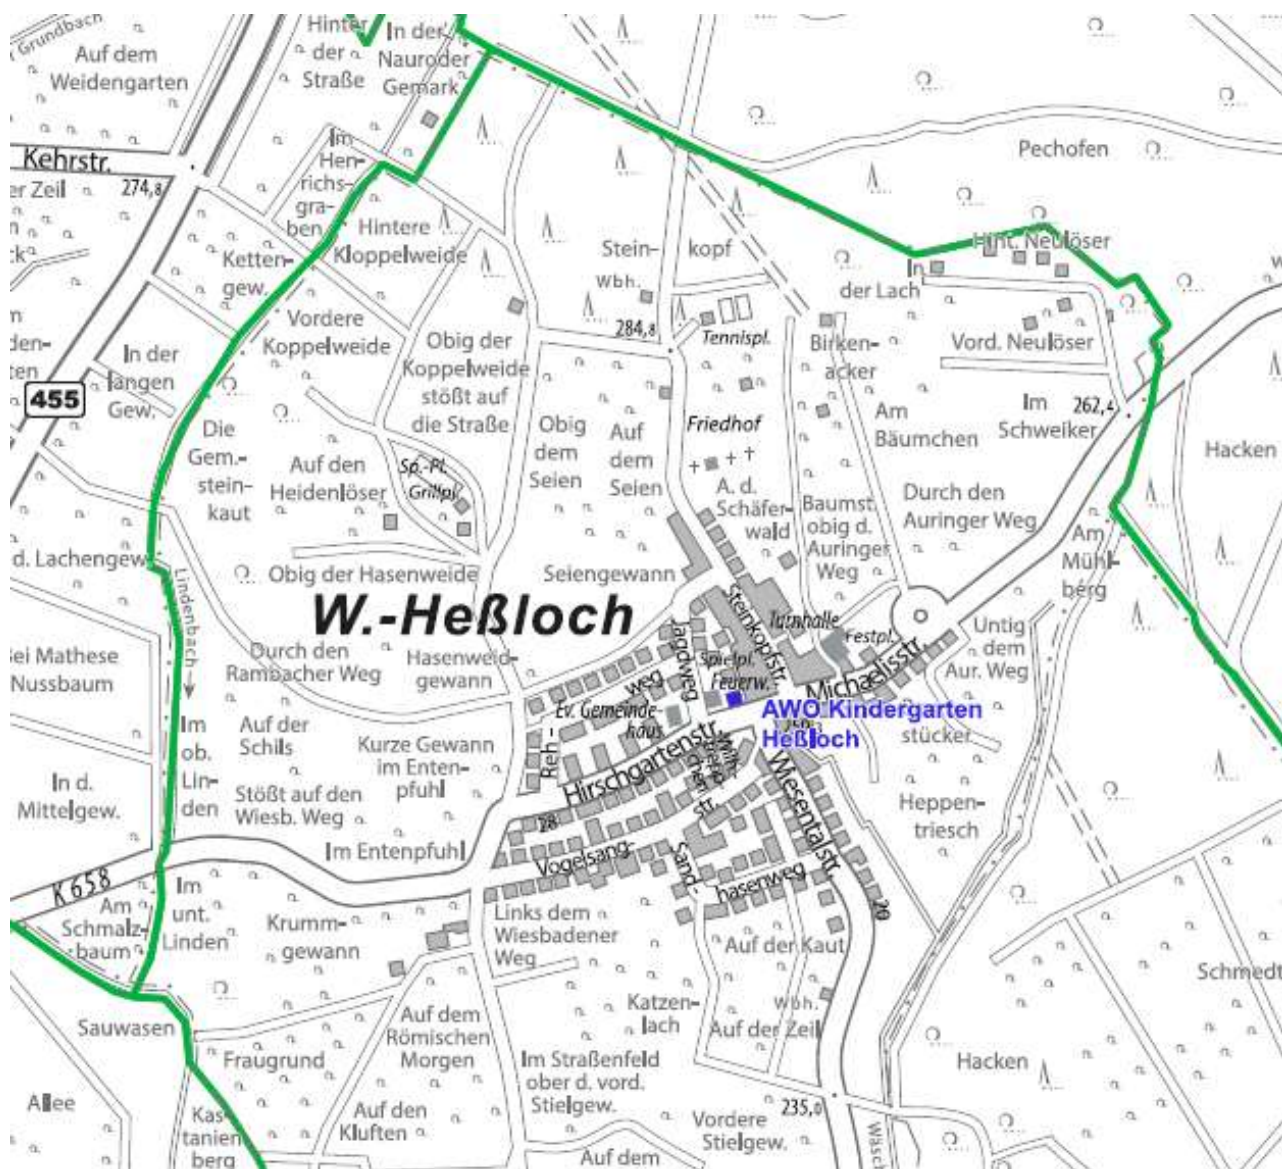 Grundbach
Auf dem
Weidengarten
Hinter
der
Straße
In der
Nauroder
Gemark
Kehrstr.
er Zeil
274,8
Im
Hen-
richs-
gra-
ben
Hintere
Kloppelweide
Pechofen
Stein-
kopf
Wbh.
Hint. Neulöser
In
der Lach
Ketten-
gew.
Vordere
Koppelweide
Obig der
Koppelweide
stößt auf
die Straße
284,8
Tennispl.
Birken-
acker
Vord. Neulöser
In der
langen
Gew.
455
Die
Gem.-
stein-
kaut
Auf den
Heidenlöser
Sp.-Pl.
Grillpl.
Obig
dem
Seien
Auf
dem
Seien
Friedhof
Am
Bäumchen
Im
Schweiker
262,4
Hacken
A. d.
Schäfer-
wald
Baumst.
obig d.
Auringer
Weg
Durch den
Auringer Weg
Am
Mühl-
berg
d. Lachengew.
Lindenbach
Obig der Hasenweide
Seiengewann
W.-Heßloch
Steinkopfstr.
Turnhalle
Festpl.
Untig
dem
Aur. Weg
ei Mathese
Nussbaum
Durch den
Rambacher Weg
Hasenweid-
gewann
Jagdweg
Spielpl.
Feuerw.
Michaelisstr.
Reh-
weg
Ev. Gemeinde-
haus
AWO Kindergarten
Heßloch
stücker
Im
ob.
Lin-
den
Auf der
Schils
Kurze Gewann
im Enten-
pfuhl
Hirschgartenstr.
In d.
Mittelgew.
Stößt auf den
Wiesb. Weg
Im Entenpfuhl
28
Vogelsang-
str.
Wiesentalstr.
Heppen-
triesch
K 658
Sand-
hasenweg
20
Am
Schmalz-
baum
Im
unt.
Linden
Krumm-
gewann
Links dem
Wiesbadener
Weg
Auf der Kaut
Schmedt
Sauwasen
Auf dem
Römischen
Morgen
Katzen-
lach
Wbh.
Auf der Zeil
Fraugrund
Im Straßenfeld
ober d. vord.
Stielgew.
Hacken
Allee
Kas-
tanien
berg
Auf den
Kluften
Vordere
Stielgew.
235,0
Wäsc
Auf dem